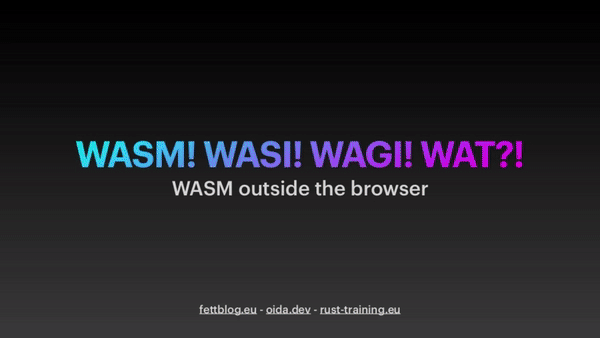 WASM! WASI! WAGI! WAT?!
WASM outside the browser
fettblog.eu - oida.dev - rust-training.eu